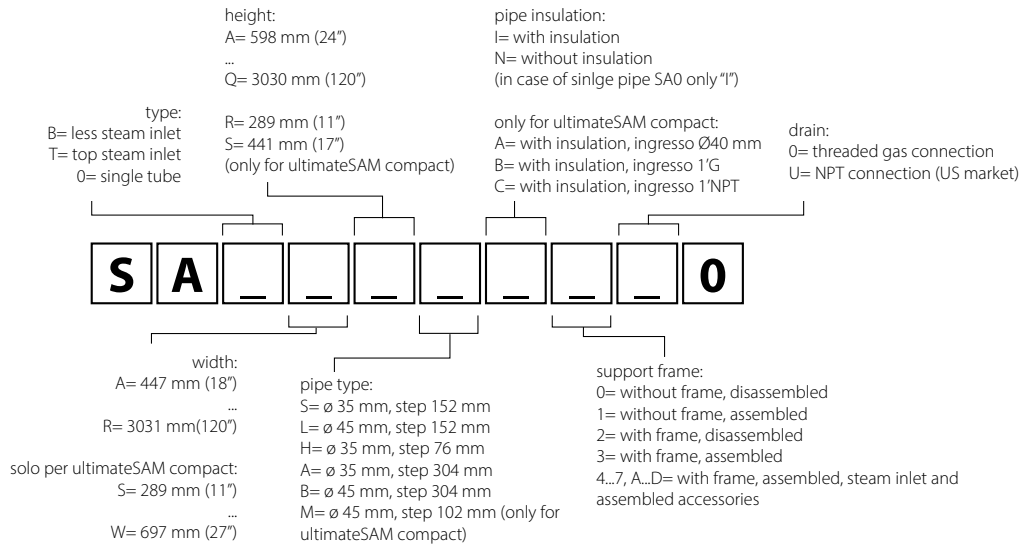 height:
A= 598 mm (24”)
...
Q= 3030 mm (120”)
R= 289 mm (11”)
S= 441 mm (17”)
(only for ultimateSAM compact)
pipe insulation:
I= with insulation
N= without insulation
(in case of sinlge pipe SA0 only “I”)
only for ultimateSAM compact:
A= with insulation, ingresso Ø40 mm
B= with insulation, ingresso 1’G
C= with insulation, ingresso 1’NPT
type:
B= less steam inlet
T= top steam inlet
0= single tube
drain:
0= threaded gas connection
U= NPT connection (US market)
S A _ _ _ _ _ _ _ 0
width:
A= 447 mm (18”)
...
R= 3031 mm(120”)
solo per ultimateSAM compact:
S= 289 mm (11”)
...
W= 697 mm (27”)
pipe type:
S= ø 35 mm, step 152 mm
L= ø 45 mm, step 152 mm
H= ø 35 mm, step 76 mm
A= ø 35 mm, step 304 mm
B= ø 45 mm, step 304 mm
M= ø 45 mm, step 102 mm (only for
ultimateSAM compact)
support frame:
0= without frame, disassembled
1= without frame, assembled
2= with frame, disassembled
3= with frame, assembled
4...7, A...D= with frame, assembled, steam inlet and
assembled accessories